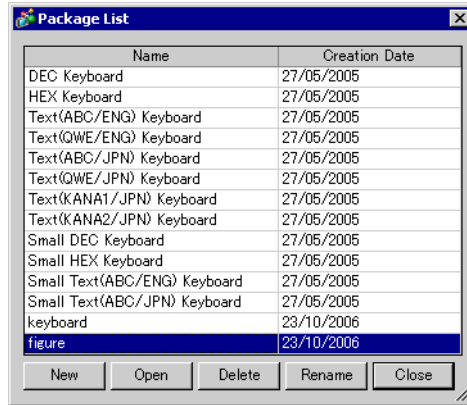 Package List
Name Creation Date
DEC Keyboard 27/05/2005
HEX Keyboard 27/05/2005
Text(ABC/ENG) Keyboard 27/05/2005
Text(QWE/ENG) Keyboard 27/05/2005
Text(ABC/JPN) Keyboard 27/05/2005
Text(QWE/JPN) Keyboard 27/05/2005
Text(KANA1/JPN) Keyboard 27/05/2005
Text(KANA2/JPN) Keyboard 27/05/2005
Small DEC Keyboard 27/05/2005
Small HEX Keyboard 27/05/2005
Small Text(ABC/ENG) Keyboard 27/05/2005
Small Text(ABC/JPN) Keyboard 27/05/2005
keyboard 23/10/2006
figure 23/10/2006
New Open Delete Rename Close